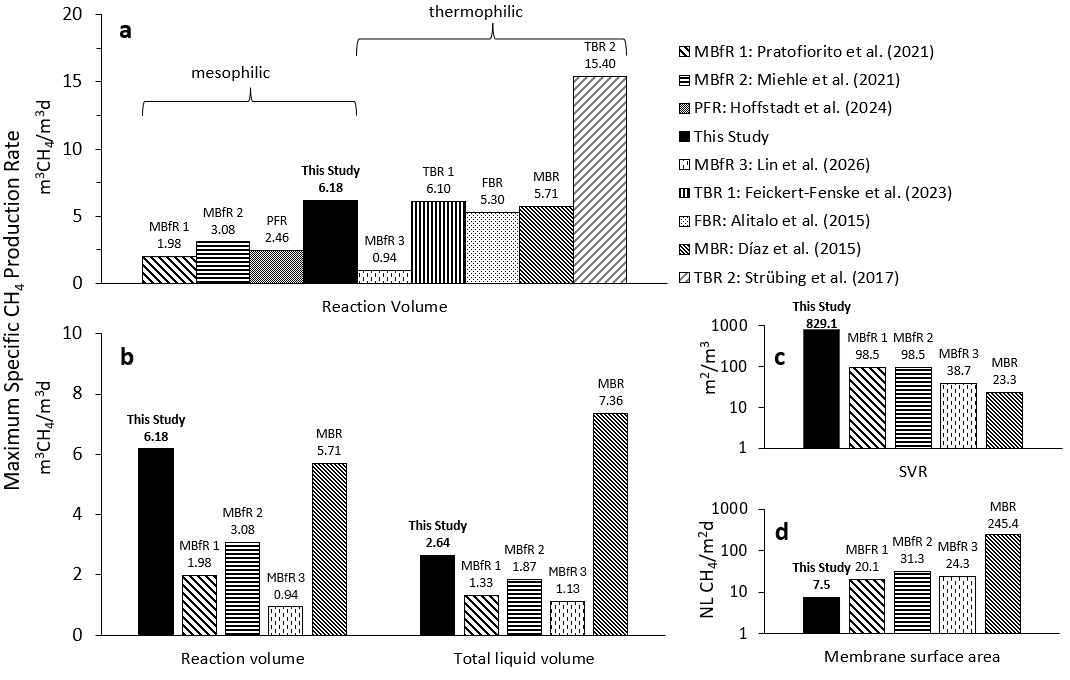 Maximum Specific CH₄ Production Rate
m³CH₄/m³d
20
15
10
5
0
a
mesophilic
thermophilic
MBfR 1
1.98
MBfR 2
3.08
PFR
2.46
This Study
6.18
MBfR 3
0.94
TBR 1
6.10
FBR
5.30
MBR
5.71
TBR 2
15.40
Reaction Volume
MBfR 1: Pratofiorito et al. (2021)
MBfR 2: Miehle et al. (2021)
PFR: Hoffstadt et al. (2024)
This Study
MBfR 3: Lin et al. (2026)
TBR 1: Feickert-Fenske et al. (2023)
FBR: Alitalo et al. (2015)
MBR: Díaz et al. (2015)
TBR 2: Strübing et al. (2017)
m³CH₄/m³d
10
8
6
4
2
0
b
This Study
6.18
MBfR 1
1.98
MBfR 2
3.08
MBfR 3
0.94
MBR
5.71
Reaction volume
This Study
2.64
MBfR 1
1.33
MBfR 2
1.87
MBfR 3
1.13
MBR
7.36
Total liquid volume
m²/m³
1000
100
10
1
c
This Study
829.1
MBfR 1
98.5
MBfR 2
98.5
MBfR 3
38.7
MBR
23.3
SVR
NL CH₄/m²d
1000
100
10
1
d
This Study
7.5
MBFR 1
20.1
MBfR 2
31.3
MBfR 3
24.3
MBR
245.4
Membrane surface area